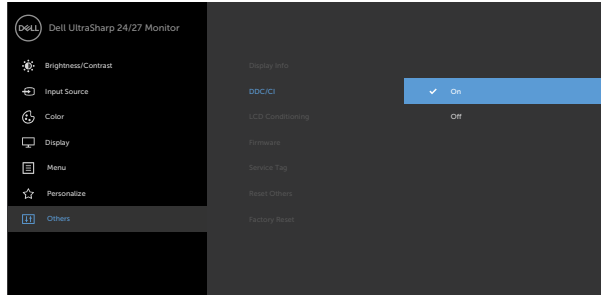 DELL
Dell UltraSharp 24/27 Monitor
Brightness/Contrast
Input Source
Color
Display
Menu
Personalize
Others
Display Info
DDC/CI
LCD Conditioning
Firmware
Service Tag
Reset Others
Factory Reset
On
Off